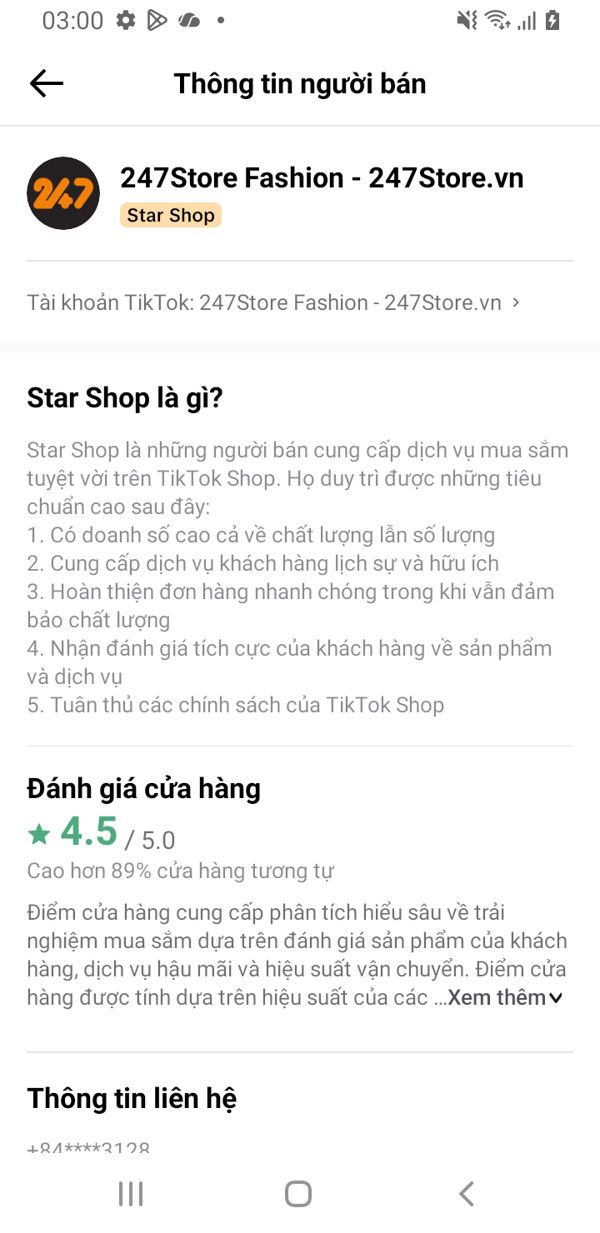 03:00
Thông tin người bán
247
247Store Fashion - 247Store.vn
Star Shop
Tài khoản TikTok: 247Store Fashion - 247Store.vn
Star Shop là gì?
Star Shop là những người bán cung cấp dịch vụ mua sắm
tuyệt vời trên TikTok Shop. Họ duy trì được những tiêu
chuẩn cao sau đây:
1. Có doanh số cao cả về chất lượng lẫn số lượng
2. Cung cấp dịch vụ khách hàng lịch sự và hữu ích
3. Hoàn thiện đơn hàng nhanh chóng trong khi vẫn đảm
bảo chất lượng
4. Nhận đánh giá tích cực của khách hàng về sản phẩm
và dịch vụ
5. Tuân thủ các chính sách của TikTok Shop
Đánh giá cửa hàng
4.5 / 5.0
Cao hơn 89% cửa hàng tương tự
Điểm cửa hàng cung cấp phân tích hiểu sâu về trải
nghiệm mua sắm dựa trên đánh giá sản phẩm của khách
hàng, dịch vụ hậu mãi và hiệu suất vận chuyển. Điểm cửa
hàng được tính dựa trên hiệu suất của các ...Xem thêm
Thông tin liên hệ
+84****3128